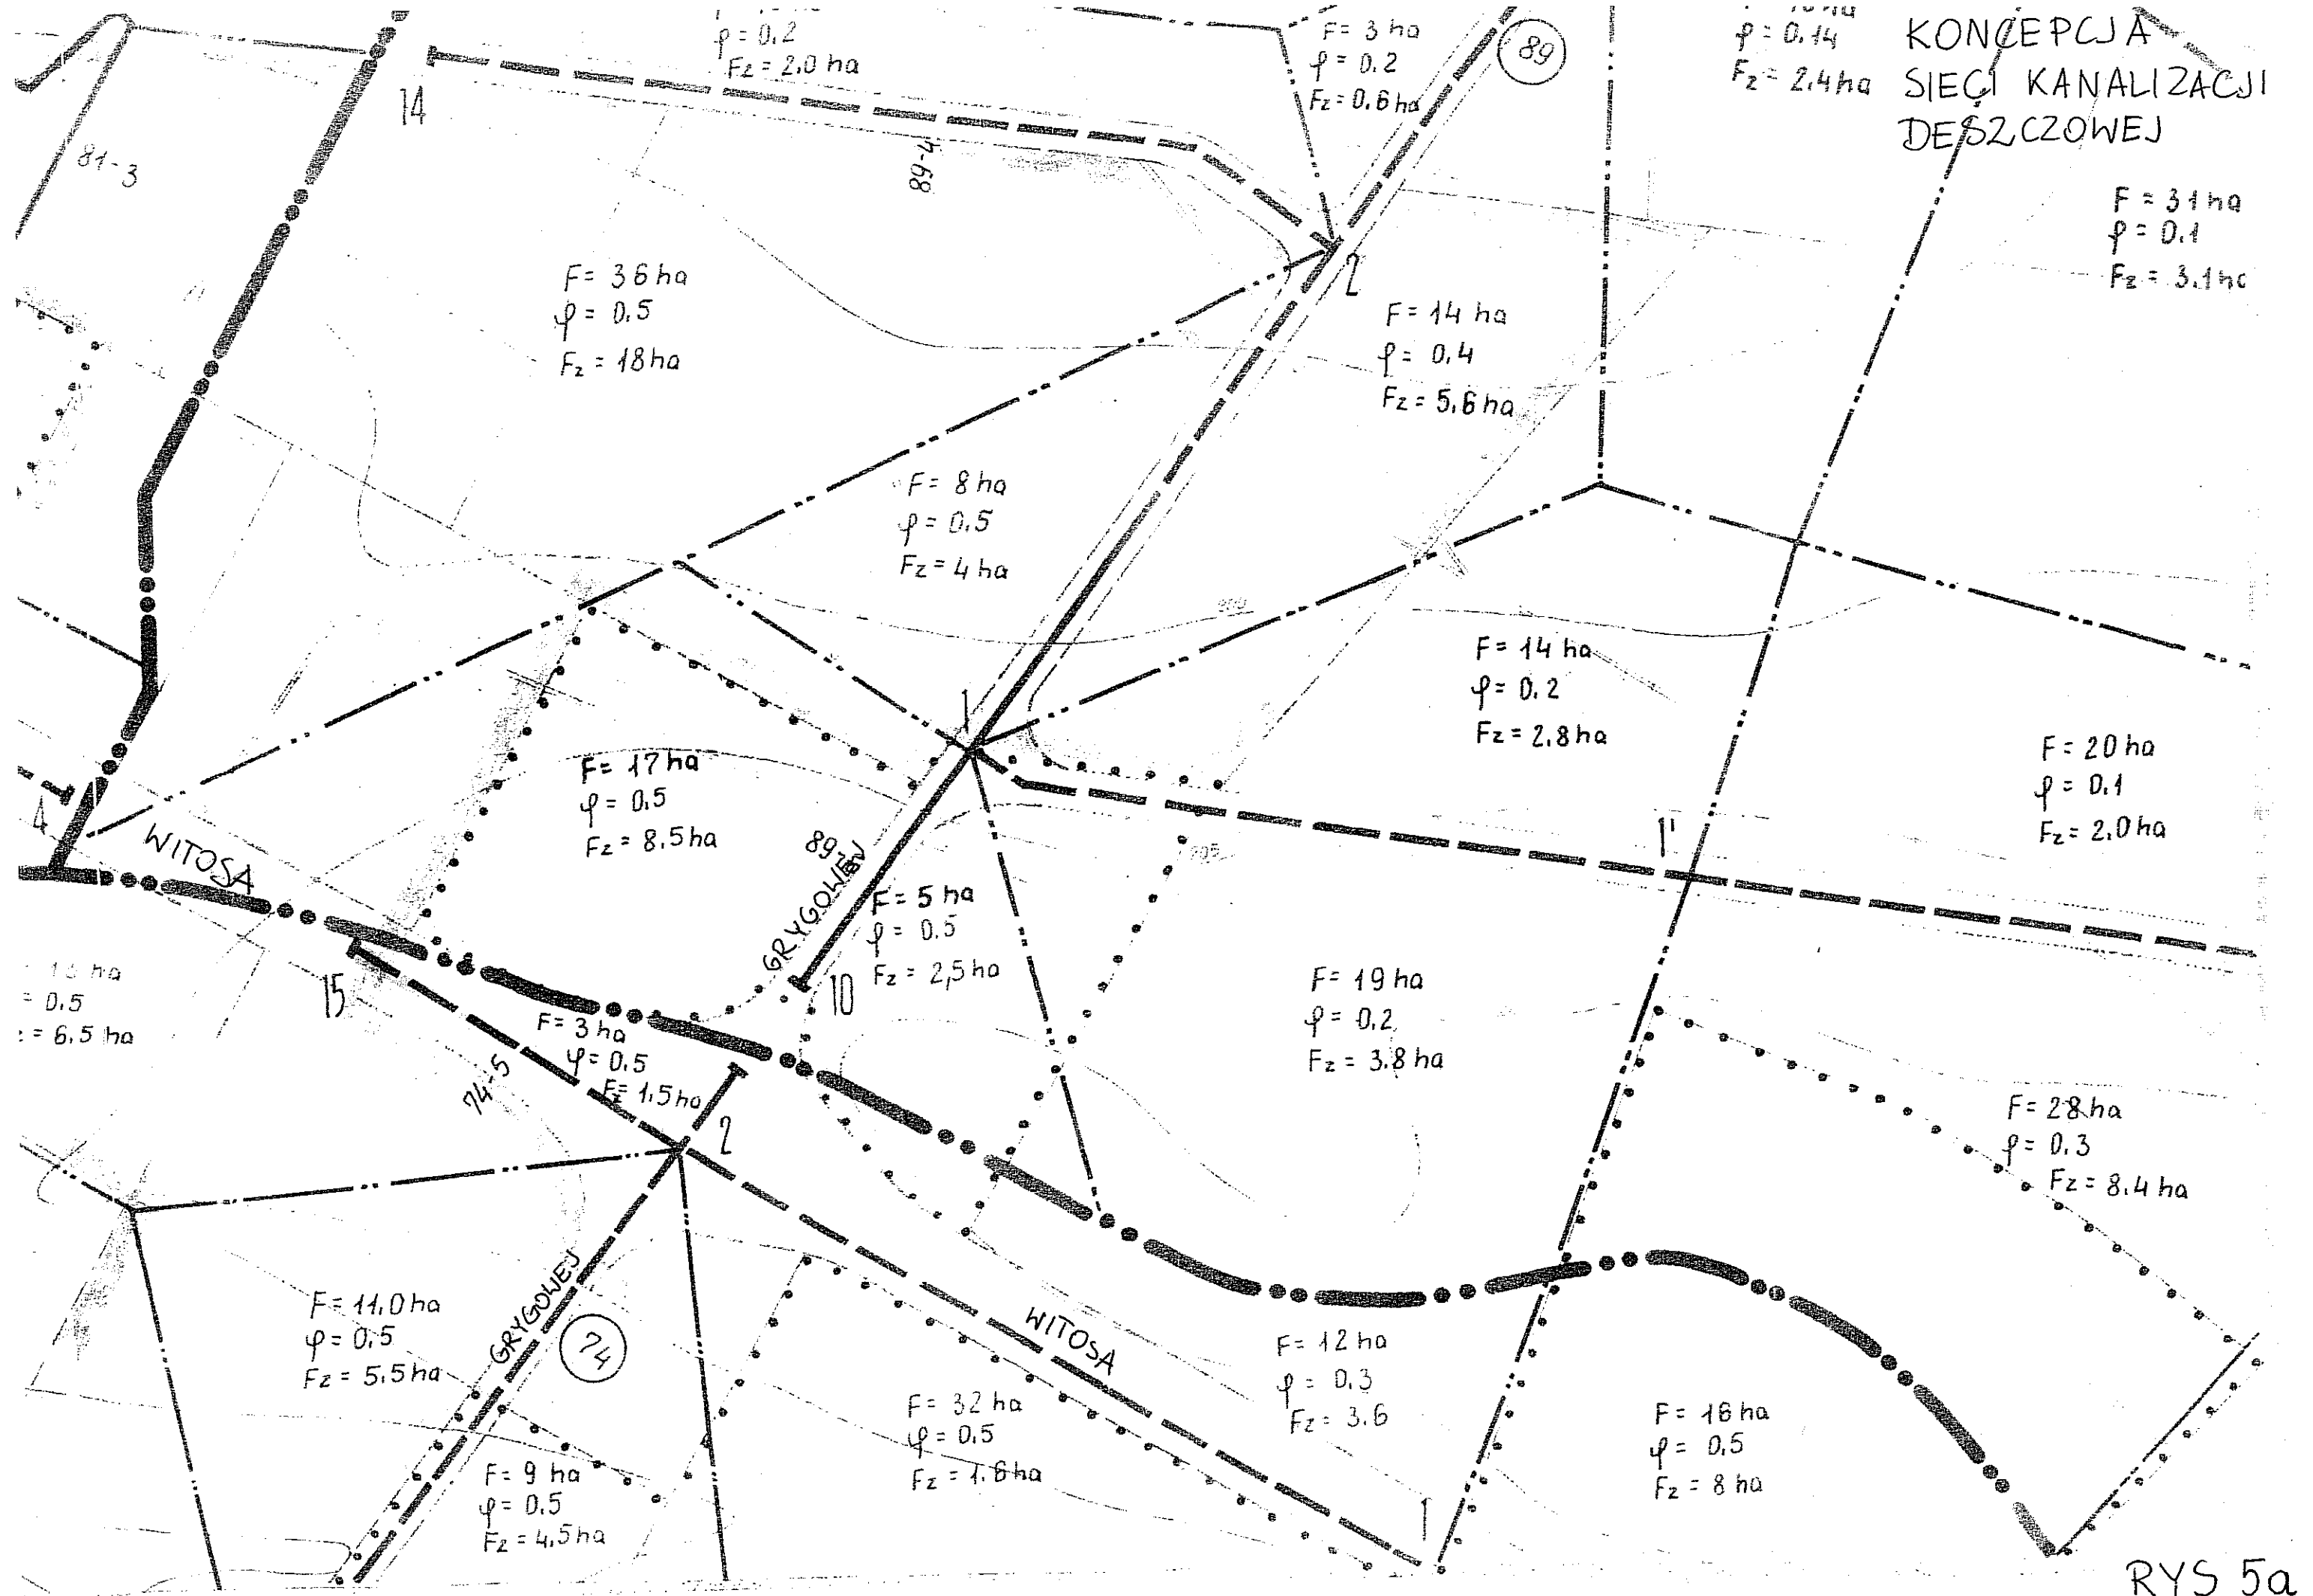 φ = 0.2
Fz = 2.0 ha
F = 3 ha
φ = 0.2
Fz = 0.6 ha
89
φ = 0.14
Fz = 2.4 ha
KONCEPCJA
SIECI KANALIZACJI
DESZCZOWEJ
14
81-3
89-4
F = 31 ha
φ = 0.1
Fz = 3.1 ha
F = 36 ha
φ = 0.5
Fz = 18 ha
2
F = 14 ha
φ = 0.4
Fz = 5.6 ha
F = 8 ha
φ = 0.5
Fz = 4 ha
F = 14 ha
φ = 0.2
Fz = 2.8 ha
1
F = 17 ha
φ = 0.5
Fz = 8.5 ha
F = 20 ha
φ = 0.1
Fz = 2.0 ha
4
WITOSA
1'
GRYGOWEJ
F = 5 ha
φ = 0.5
Fz = 2,5 ha
10
F = 19 ha
φ = 0.2
Fz = 3.8 ha
ha
= 0.5
= 6.5 ha
15
F = 3 ha
φ = 0.5
Fz 1.5 ha
74-5
2
F = 28 ha
φ = 0.3
Fz = 8.4 ha
F = 11.0 ha
φ = 0.5
Fz = 5.5 ha
GRYGOWEJ
74
WITOSA
F = 12 ha
φ = 0.3
Fz = 3.6
F = 32 ha
φ = 0.5
Fz = 1.6 ha
F = 16 ha
φ = 0.5
Fz = 8 ha
F = 9 ha
φ = 0.5
Fz = 4.5 ha
1
RYS 5a